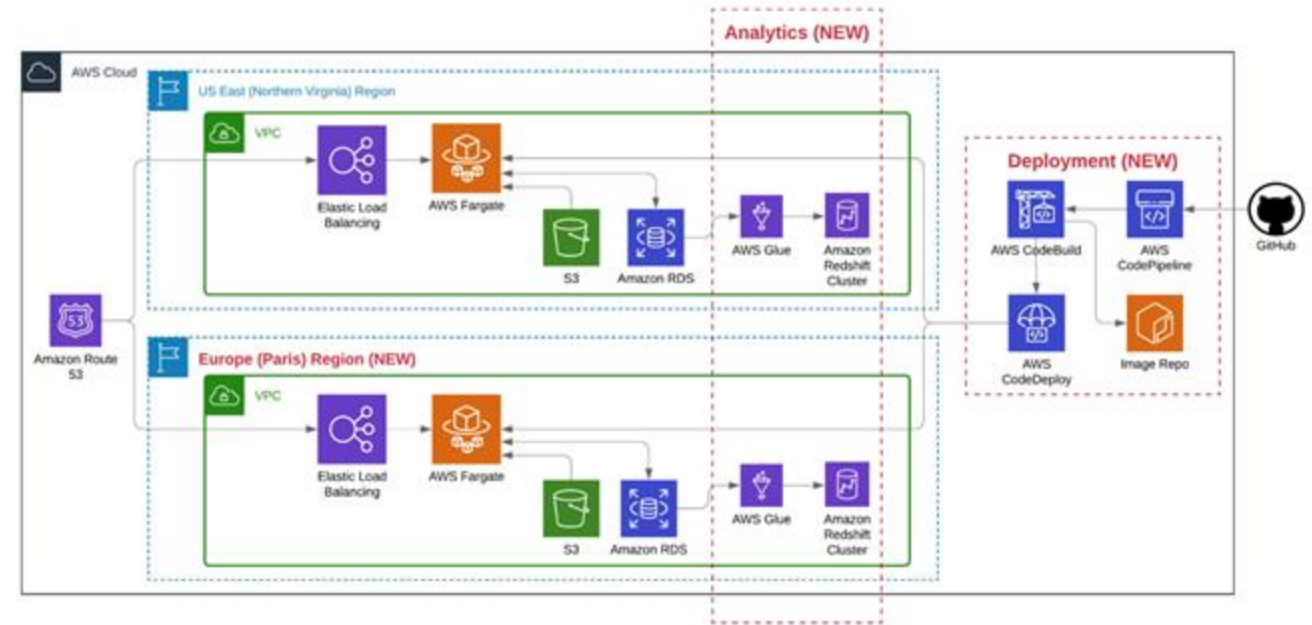 Analytics (NEW)
AWS Cloud
US East (Northern Virginia) Region
VPC
Elastic Load
Balancing
AWS Fargate
S3
Amazon RDS
AWS Glue
Amazon
Redshift
Cluster
Deployment (NEW)
AWS CodeBuild
AWS
CodePipeline
GitHub
AWS
CodeDeploy
Image Repo
53
Amazon Route
53
Europe (Paris) Region (NEW)
VPC
Elastic Load
Balancing
AWS Fargate
S3
Amazon RDS
AWS Glue
Amazon
Redshift
Cluster